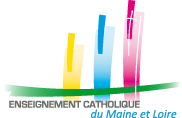 ENSEIGNEMENT CATHOLIQUE
du Maine et Loire